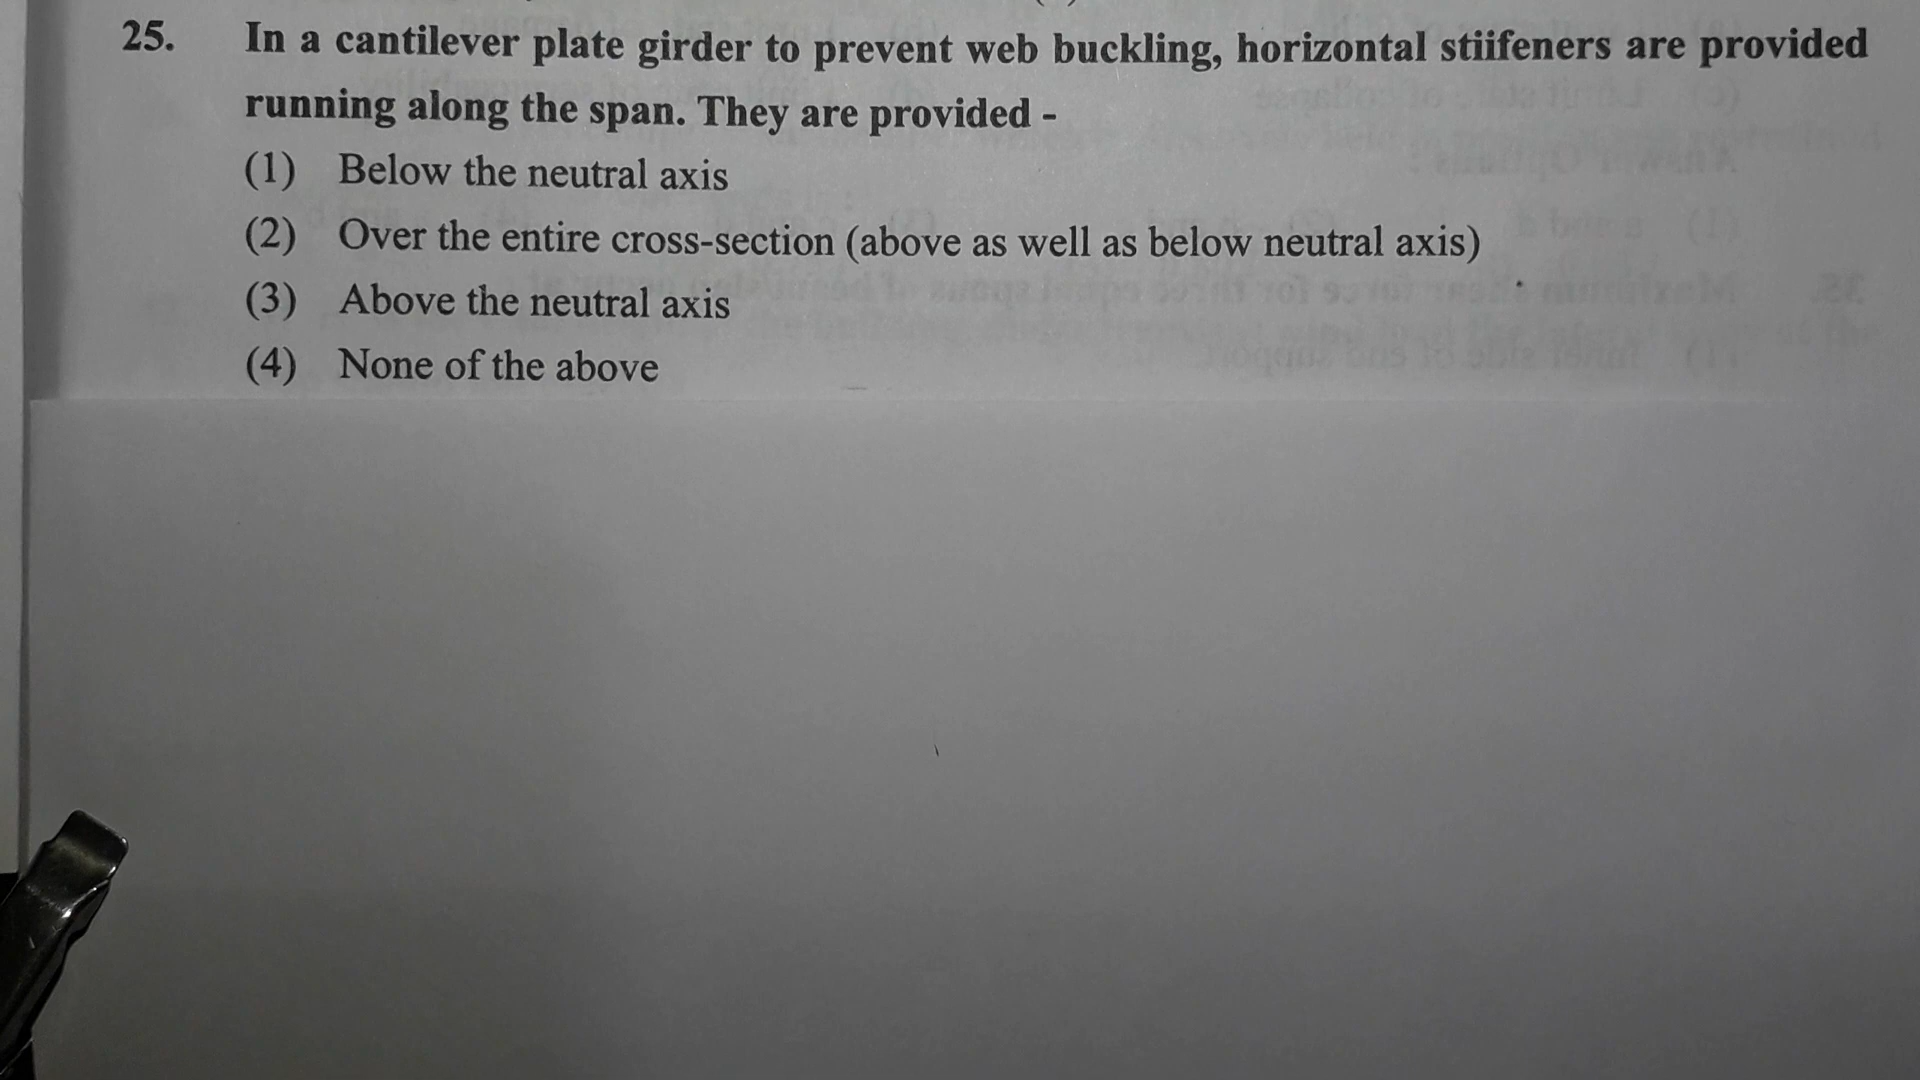 25. In a cantilever plate girder to prevent web buckling, horizontal stiifeners are provided
running along the span. They are provided -
(1) Below the neutral axis
(2) Over the entire cross-section (above as well as below neutral axis)
(3) Above the neutral axis
(4) None of the above